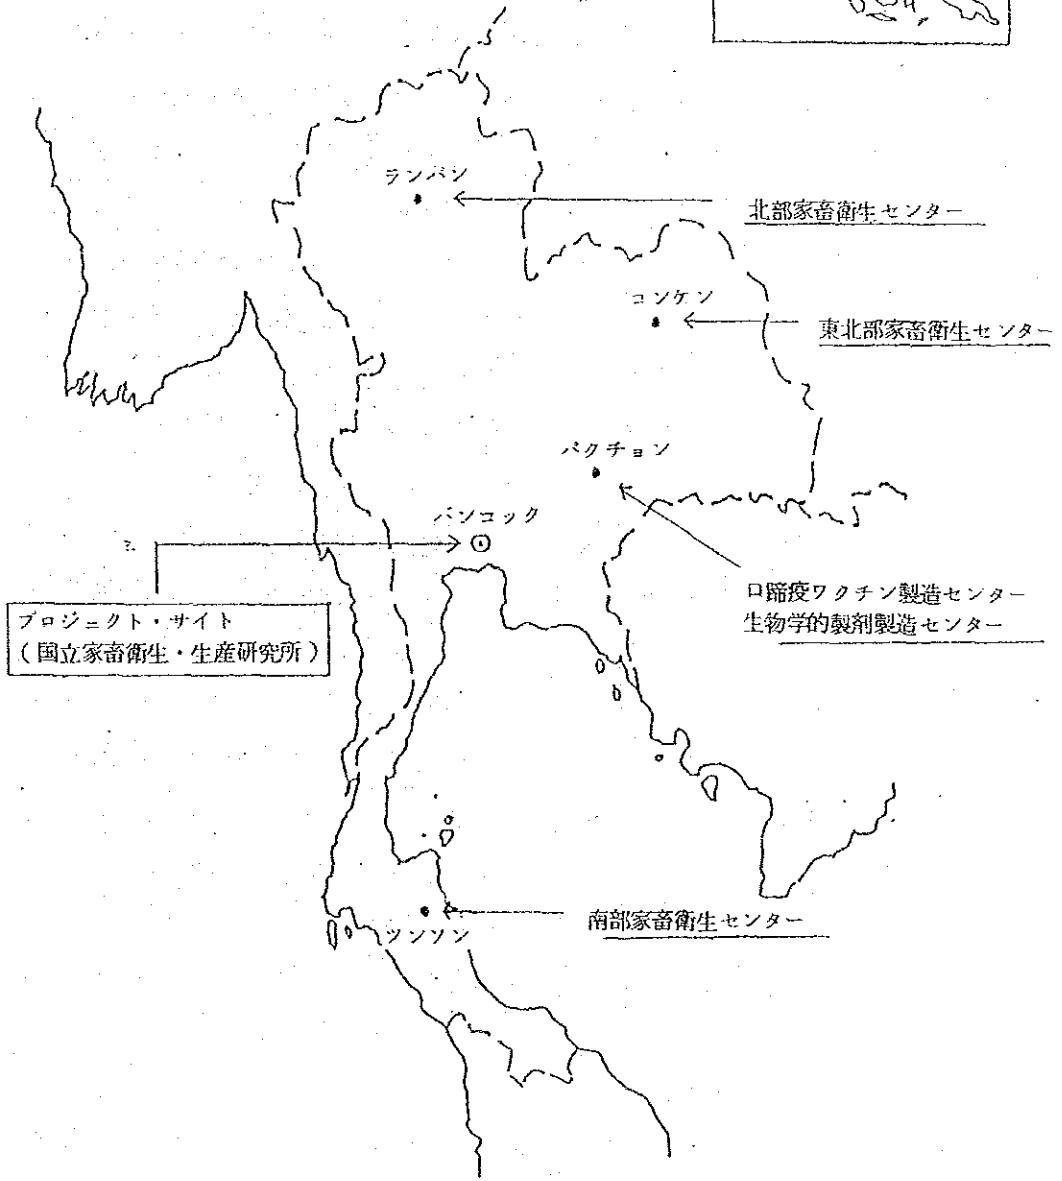 ランパン
北部家畜衛生センター
コンケン
東北部家畜衛生センター
パクチョン
バンコック
口蹄疫ワクチン製造センター
生物学的製剤製造センター
プロジェクト・サイト
(国立家畜衛生・生産研究所)
南部家畜衛生センター
ツンソン